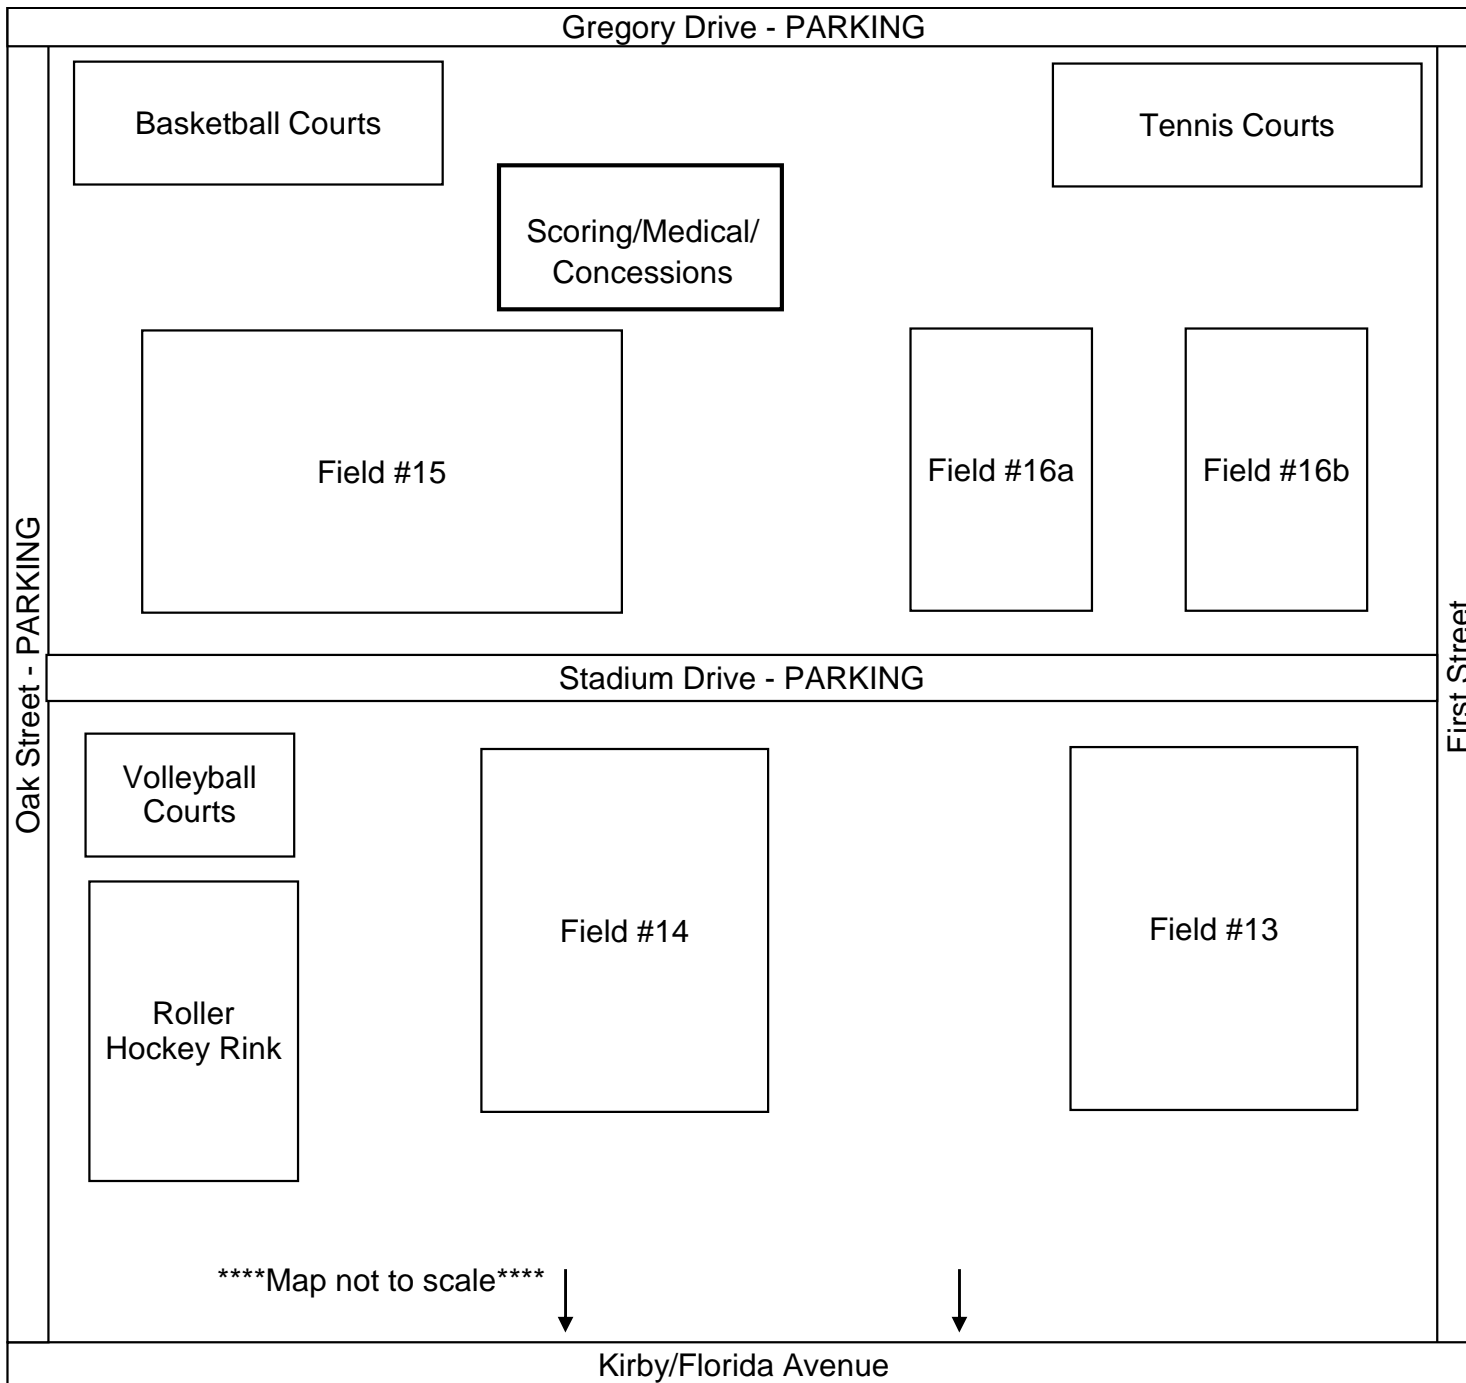 Gregory Drive - PARKING
Basketball Courts
Tennis Courts
Scoring/Medical/
Concessions
Field #15
Field #16a
Field #16b
Oak Street - PARKING
First Street
Stadium Drive - PARKING
Volleyball
Courts
Field #14
Field #13
Roller
Hockey Rink
****Map not to scale****
Kirby/Florida Avenue